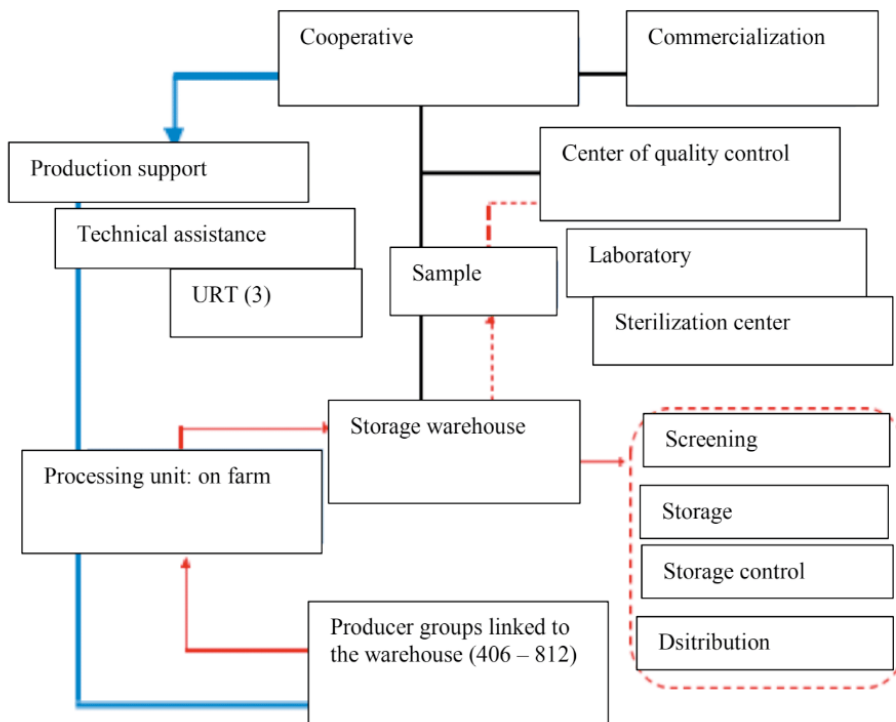 Cooperative
Commercialization
Production support
Center of quality control
Technical assistance
Laboratory
URT (3)
Sample
Sterilization center
Storage warehouse
Screening
Processing unit: on farm
Storage
Storage control
Producer groups linked to
the warehouse (406 – 812)
Dsitribution